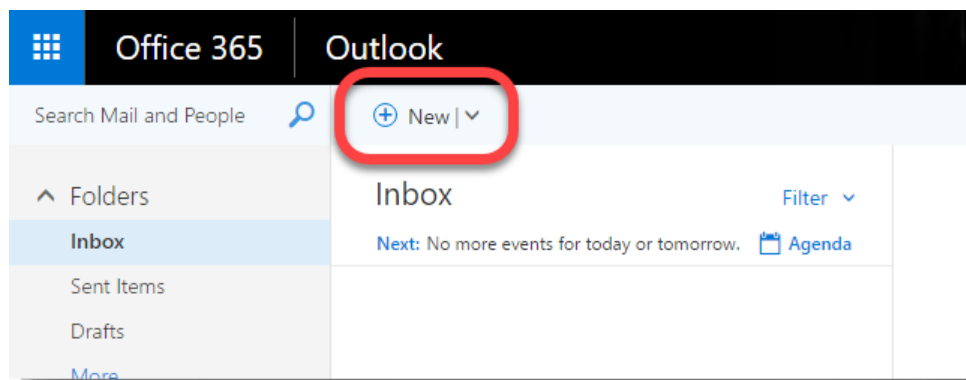 Office 365
Outlook
Search Mail and People
New
Folders
Inbox
Sent Items
Drafts
More
Inbox
Filter
Next: No more events for today or tomorrow.
Agenda